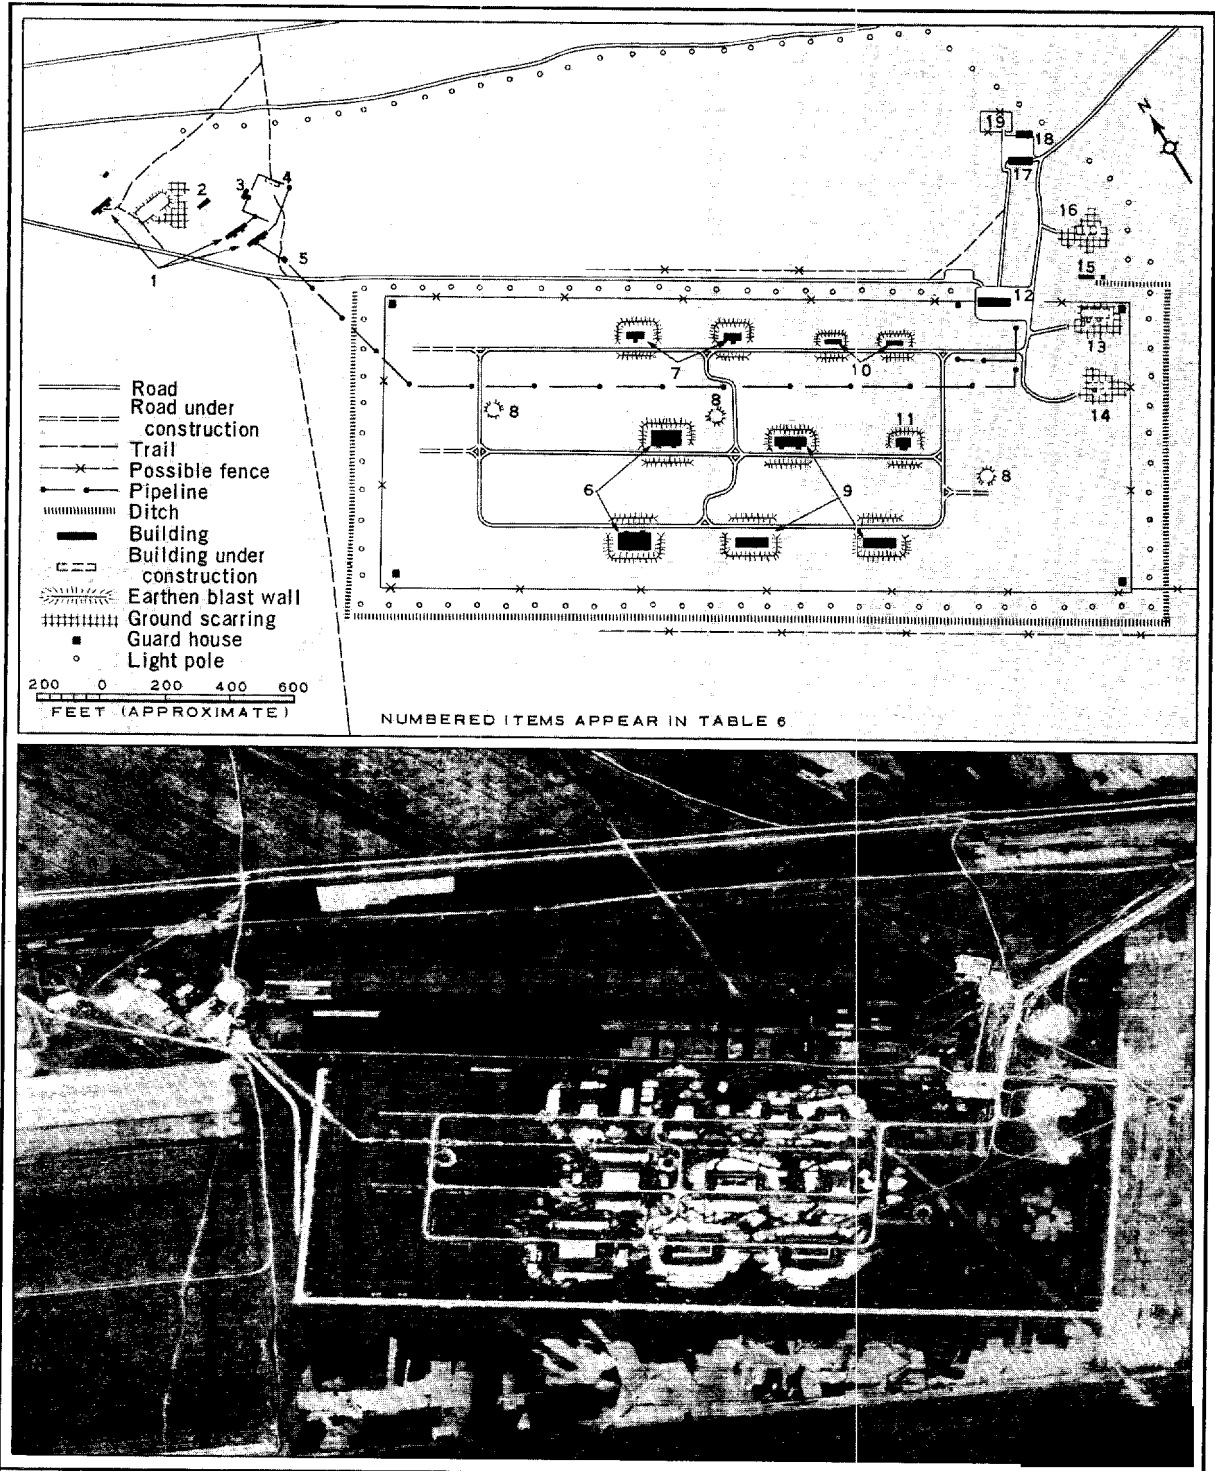 N
19
18
17
16
15
12
13
14
2
3
4
1
5
7
10
8
8
11
8
6
9
Road
Road under
construction
Trail
Possible fence
Pipeline
Ditch
Building
Building under
construction
Earthen blast wall
Ground scarring
Guard house
Light pole
200 0 200 400 600
FEET (APPROXIMATE)
NUMBERED ITEMS APPEAR IN TABLE 6